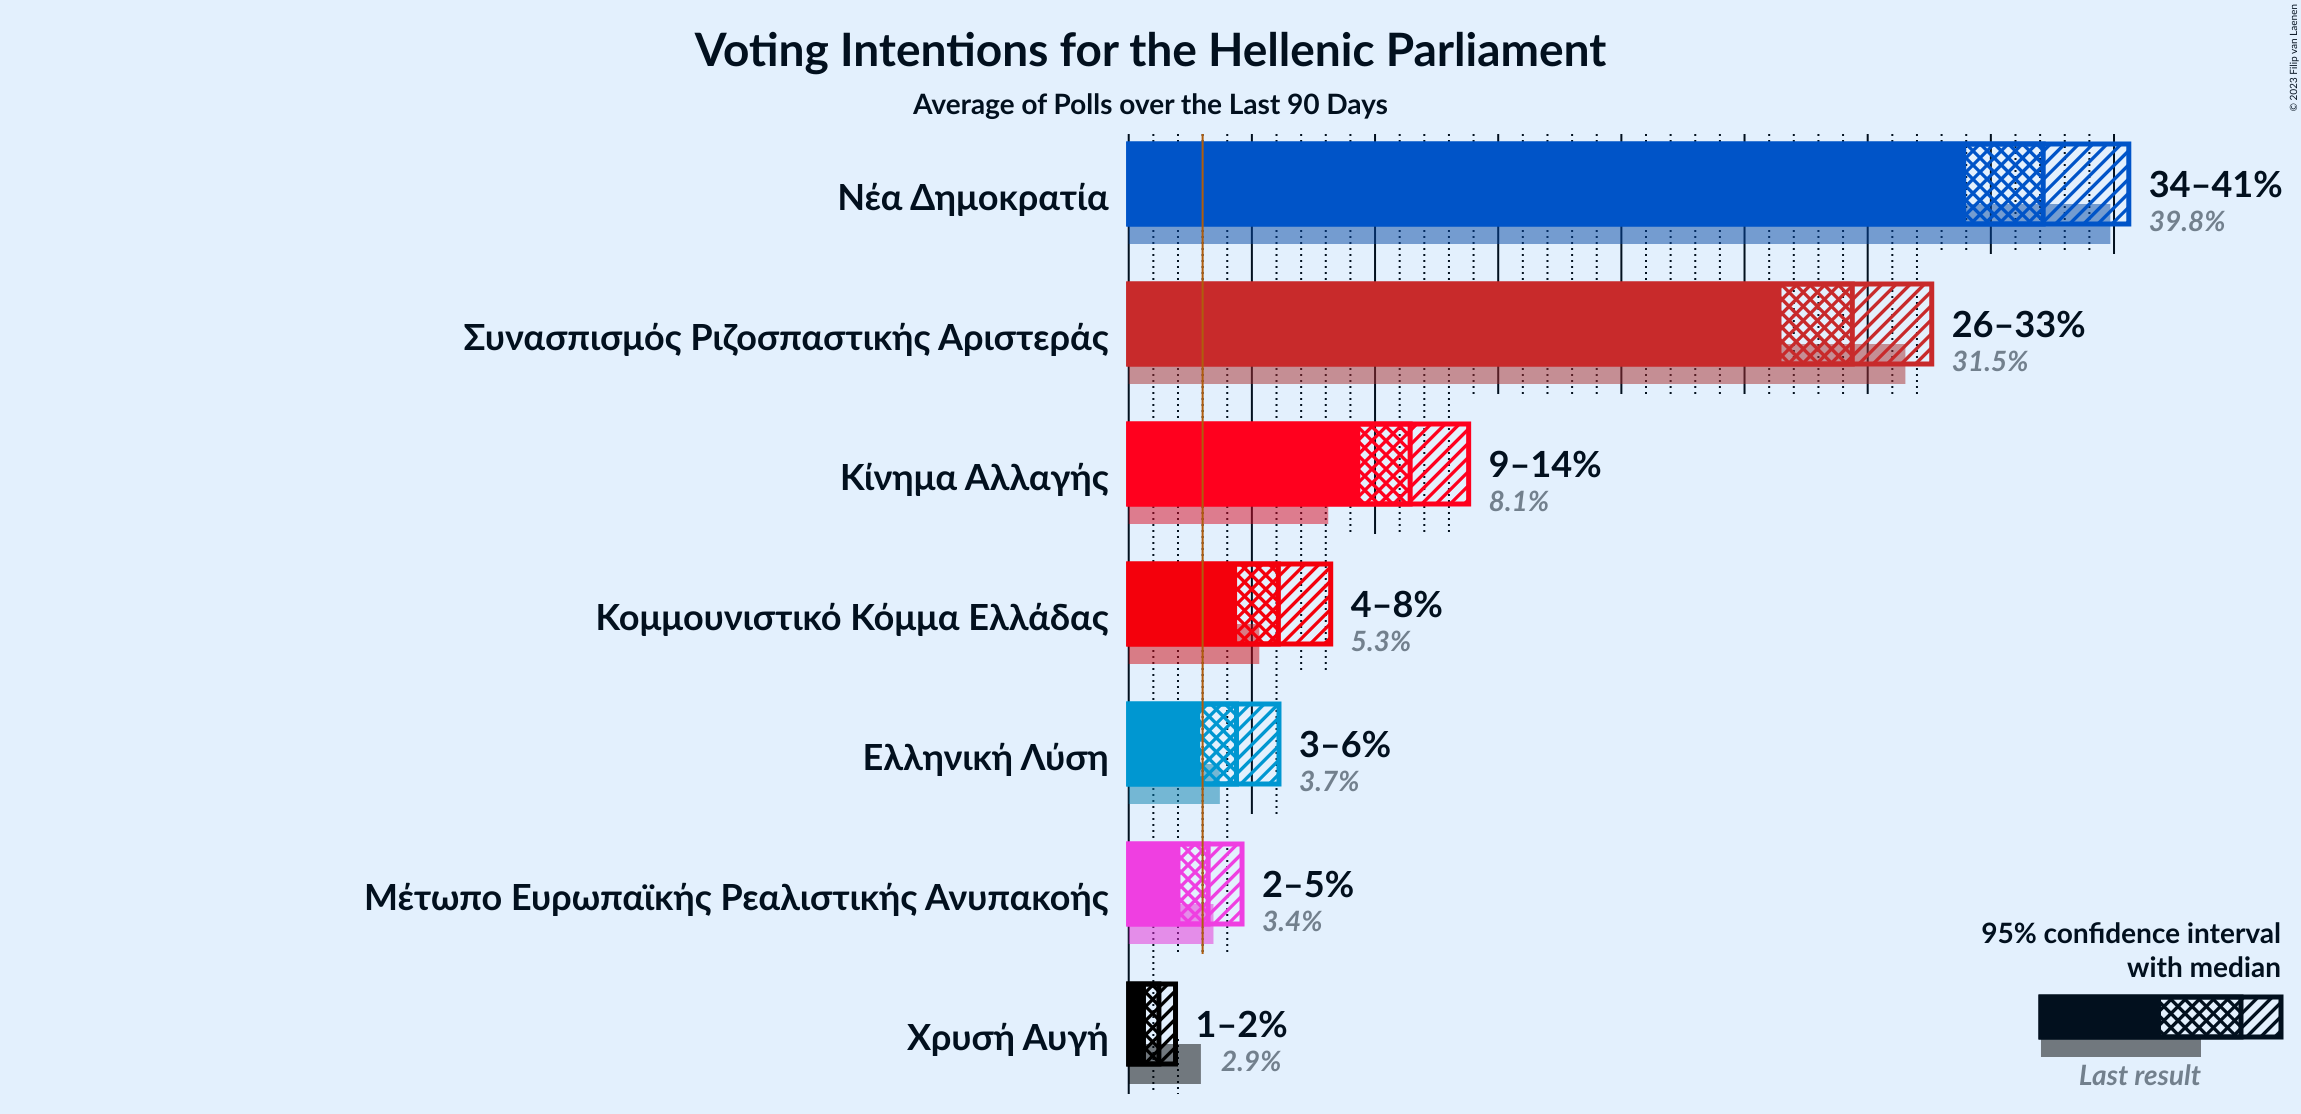 Voting Intentions for the Hellenic Parliament
Average of Polls over the Last 90 Days
© 2023 Filip van Laenen
Νέα Δημοκρατία
34–41%
39.8%
Συνασπισμός Ριζοσπαστικής Αριστεράς
26–33%
31.5%
Κίνημα Αλλαγής
9–14%
8.1%
Κομμουνιστικό Κόμμα Ελλάδας
4–8%
5.3%
Ελληνική Λύση
3–6%
3.7%
Μέτωπο Ευρωπαϊκής Ρεαλιστικής Ανυπακοής
2–5%
3.4%
Χρυσή Αυγή
1–2%
2.9%
95% confidence interval
with median
Last result